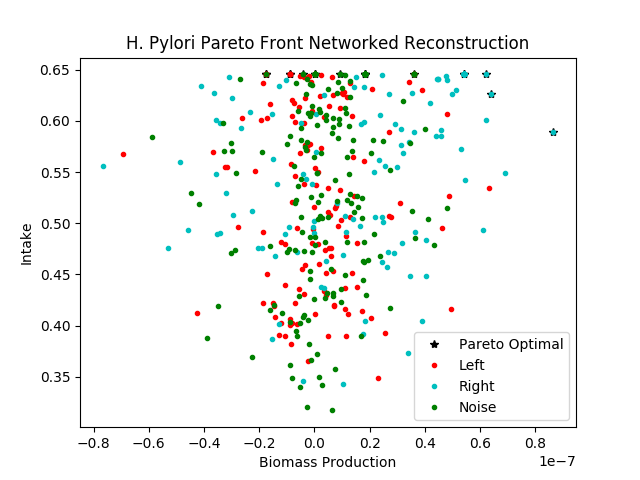 H. Pylori Pareto Front Networked Reconstruction
0.65
0.60
0.55
0.50
0.45
0.40
0.35
Intake
Pareto Optimal
Left
Right
Noise
−0.8 −0.6 −0.4 −0.2 0.0 0.2 0.4 0.6 0.8
1e−7
Biomass Production